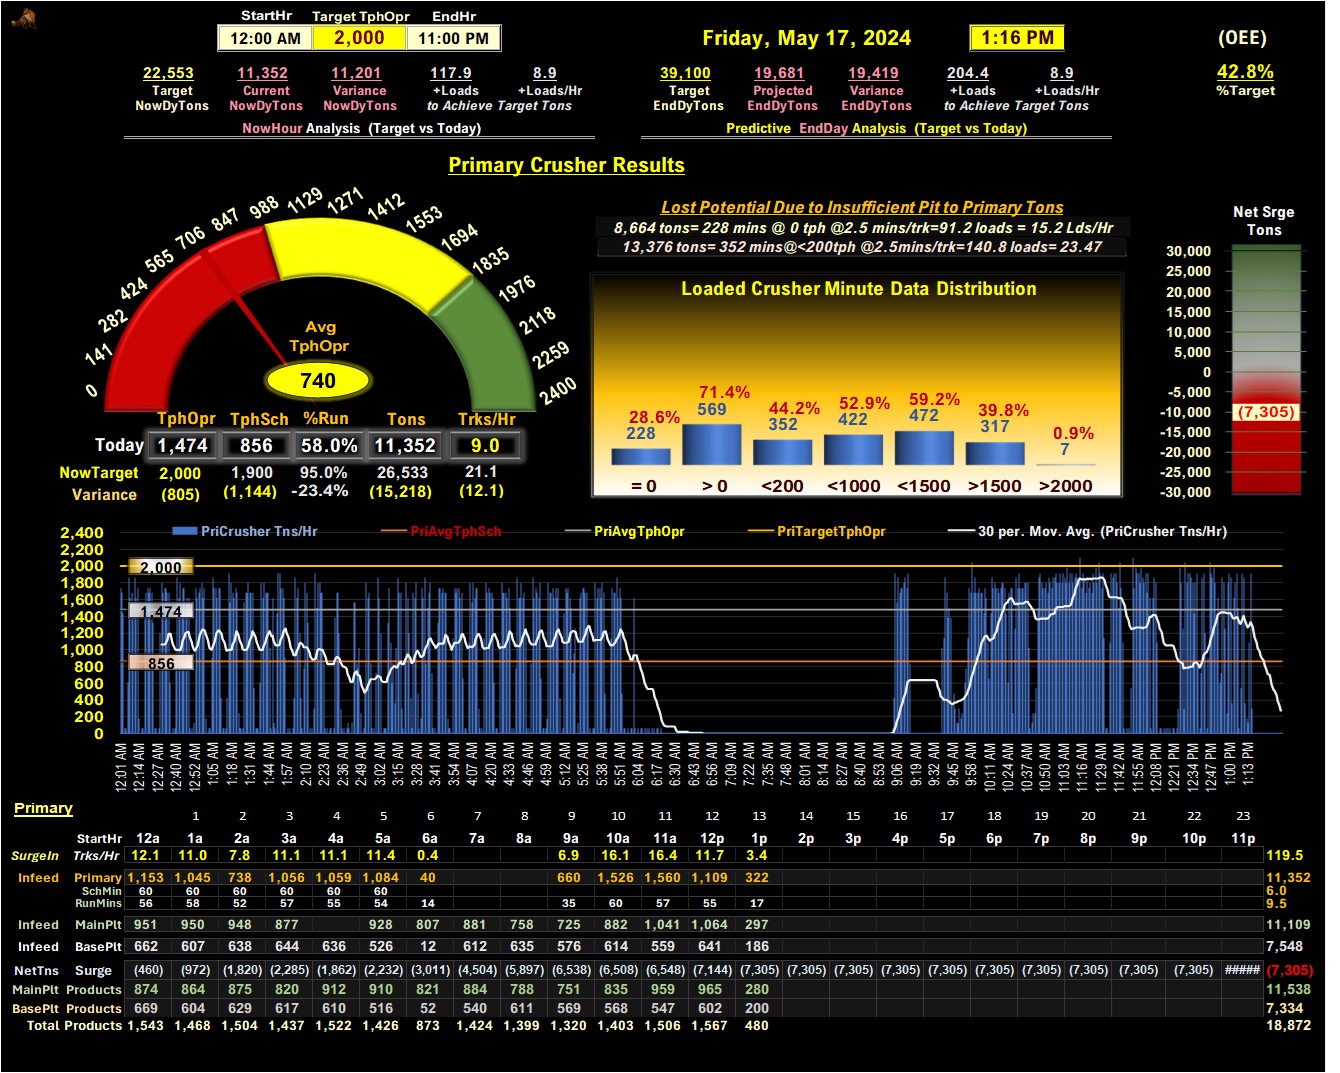 StartHr Target TphOpr EndHr
12:00 AM 2,000 11:00 PM
Friday, May 17, 2024 1:16 PM (OEE)
22,553 11,352 11,201 117.9 8.9 39,100 19,681 19,419 204.4 8.9 42.8%
Target Current Variance +Loads +Loads/Hr Target Projected Variance +Loads +Loads/Hr %Target
NowDyTons NowDyTons NowDyTons to Achieve Target Tons EndDyTons EndDyTons EndDyTons to Achieve Target Tons
NowHour Analysis (Target vs Today) Predictive EndDay Analysis (Target vs Today)
Primary Crusher Results
0 141 282 424 565 706 847 988 1129 1271 1412 1553 1694 1835 1976 2118 2259 2400
Avg
TphOpr
740
TphOpr TphSch %Run Tons Trks/Hr
Today 1,474 856 58.0% 11,352 9.0
NowTarget 2,000 1,900 95.0% 26,533 21.1
Variance (805) (1,144) -23.4% (15,218) (12.1)
Lost Potential Due to Insufficient Pit to Primary Tons
8,664 tons= 228 mins @ 0 tph @2.5 mins/trk=91.2 loads = 15.2 Lds/Hr
13,376 tons= 352 mins@<200tph @2.5mins/trk=140.8 loads= 23.47
Loaded Crusher Minute Data Distribution
28.6% 71.4% 44.2% 52.9% 59.2% 39.8% 0.9%
228 569 352 422 472 317 7
= 0 > 0 <200 <1000 <1500 >1500 >2000
Net Srge
Tons
30,000
25,000
20,000
15,000
10,000
5,000
0
-5,000
-10,000 (7,305)
-15,000
-20,000
-25,000
-30,000
PriCrusher Tns/Hr PriAvgTphSch PriAvgTphOpr PriTargetTphOpr 30 per. Mov. Avg. (PriCrusher Tns/Hr)
2,400
2,200
2,000 2,000
1,800
1,600
1,400 1,474
1,200
1,000
800 856
600
400
200
0
12:01 AM 12:14 AM 12:27 AM 12:40 AM 12:52 AM 1:05 AM 1:18 AM 1:31 AM 1:44 AM 1:57 AM 2:10 AM 2:23 AM 2:36 AM 2:49 AM 3:02 AM 3:15 AM 3:28 AM 3:41 AM 3:54 AM 4:07 AM 4:20 AM 4:33 AM 4:46 AM 4:59 AM 5:12 AM 5:25 AM 5:38 AM 5:51 AM 6:04 AM 6:17 AM 6:30 AM 6:43 AM 6:56 AM 7:09 AM 7:22 AM 7:35 AM 7:48 AM 8:01 AM 8:14 AM 8:27 AM 8:40 AM 8:53 AM 9:06 AM 9:19 AM 9:32 AM 9:45 AM 9:58 AM 10:11 AM 10:24 AM 10:37 AM 10:50 AM 11:03 AM 11:16 AM 11:29 AM 11:42 AM 11:55 AM 12:08 PM 12:21 PM 12:34 PM 12:47 PM 1:00 PM 1:13 PM
Primary 1 2 3 4 5 6 7 8 9 10 11 12 13 14 15 16 17 18 19 20 21 22 23
StartHr 12a 1a 2a 3a 4a 5a 6a 7a 8a 9a 10a 11a 12p 1p 2p 3p 4p 5p 6p 7p 8p 9p 10p 11p
SurgeIn Trks/Hr 12.1 11.0 7.8 11.1 11.1 11.4 0.4 6.9 16.1 16.4 11.7 3.4 119.5
Infeed Primary 1,153 1,045 738 1,056 1,059 1,084 40 660 1,526 1,560 1,109 322 11,352
SchMin 60 60 60 60 60 60 6.0
RunMins 56 58 52 57 55 54 14 35 60 57 55 17 9.5
Infeed MainPlt 951 950 948 877 928 807 881 758 725 882 1,041 1,064 297 11,109
Infeed BasePlt 662 607 638 644 636 526 12 612 635 576 614 559 641 186 7,548
NetTns Surge (460) (972) (1,820) (2,285) (1,862) (2,232) (3,011) (4,504) (5,897) (6,538) (6,508) (6,548) (7,144) (7,305) (7,305) (7,305) (7,305) (7,305) (7,305) (7,305) (7,305) (7,305) (7,305) ##### (7,305)
MainPlt Products 874 864 875 820 912 910 821 884 788 751 835 959 965 280 11,538
BasePlt Products 669 604 629 617 610 516 52 540 611 569 568 547 602 200 7,334
Total Products 1,543 1,468 1,504 1,437 1,522 1,426 873 1,424 1,399 1,320 1,403 1,506 1,567 480 18,872